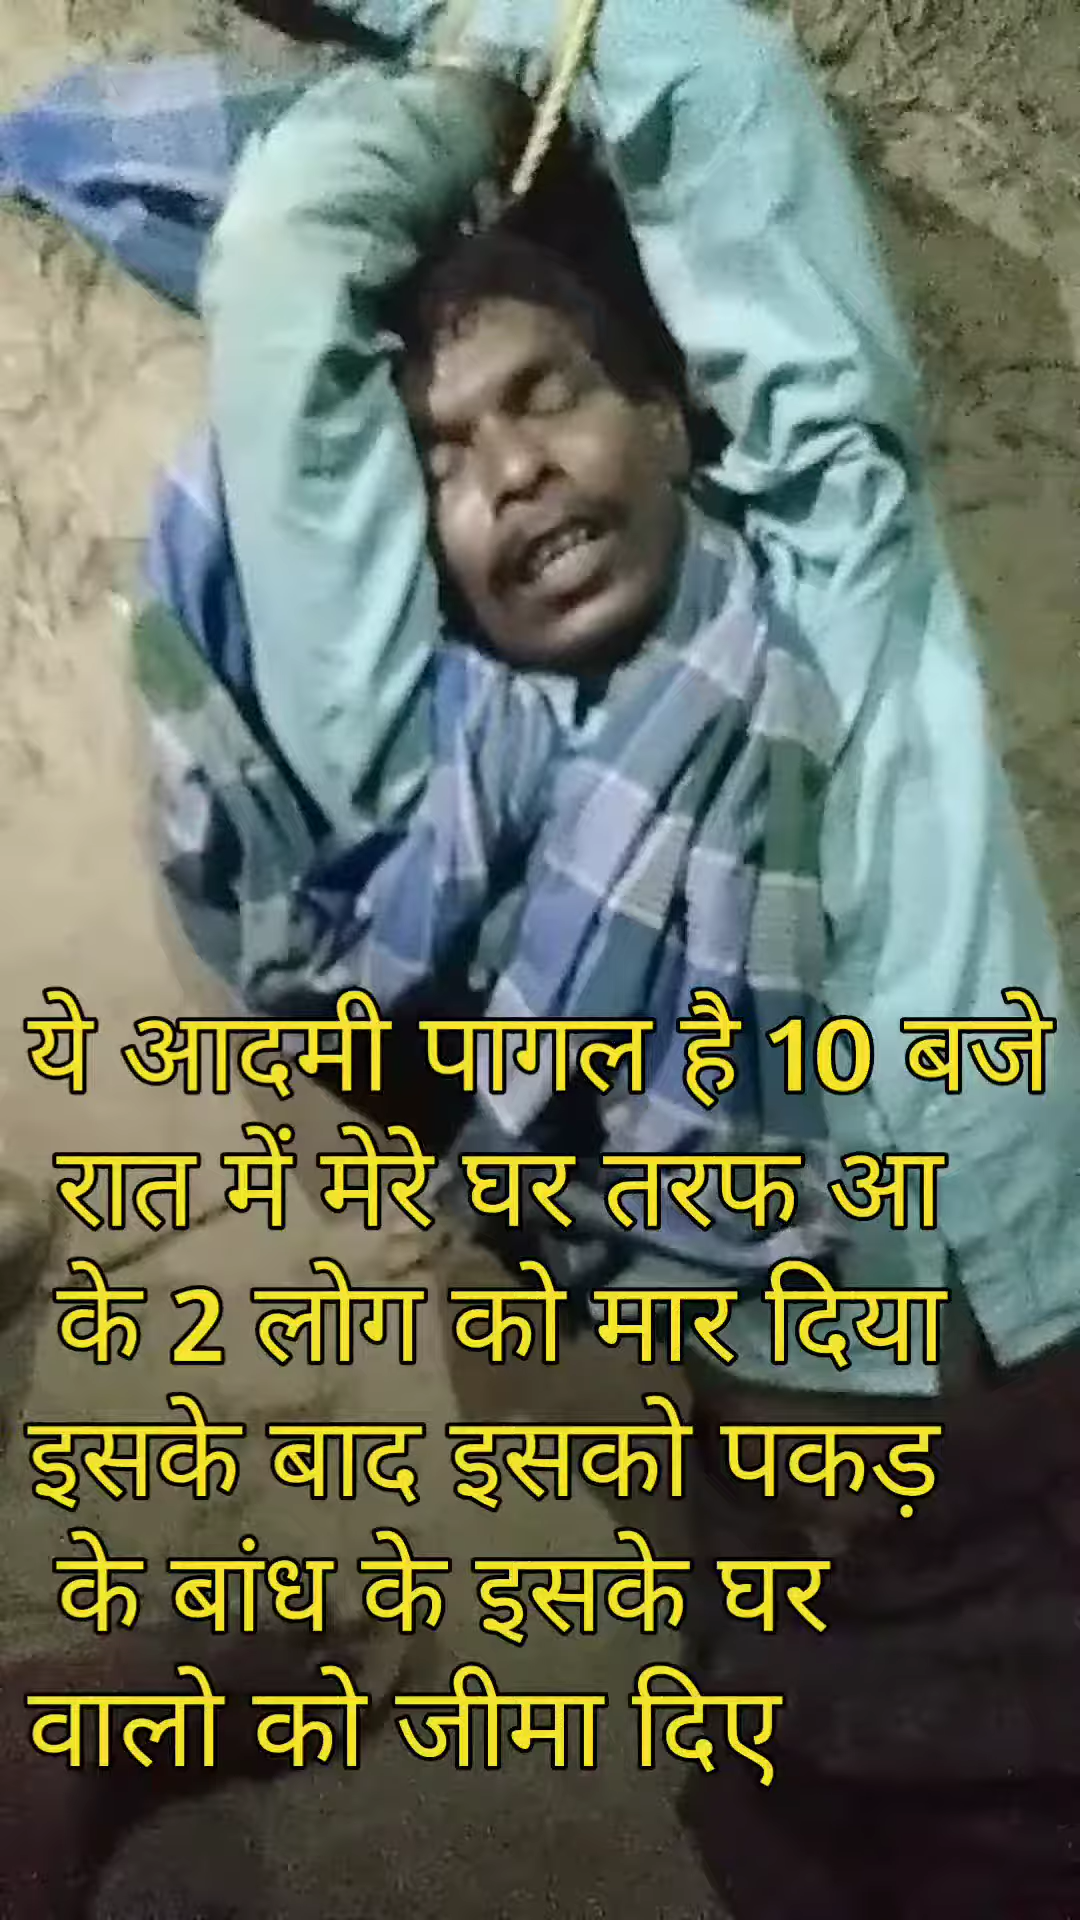 ये आदमी पागल है 10 बजे
रात में मेरे घर तरफ आ
के 2 लोग को मार दिया
इसके बाद इसको पकड़
के बांध के इसके घर
वालो को जीमा दिए